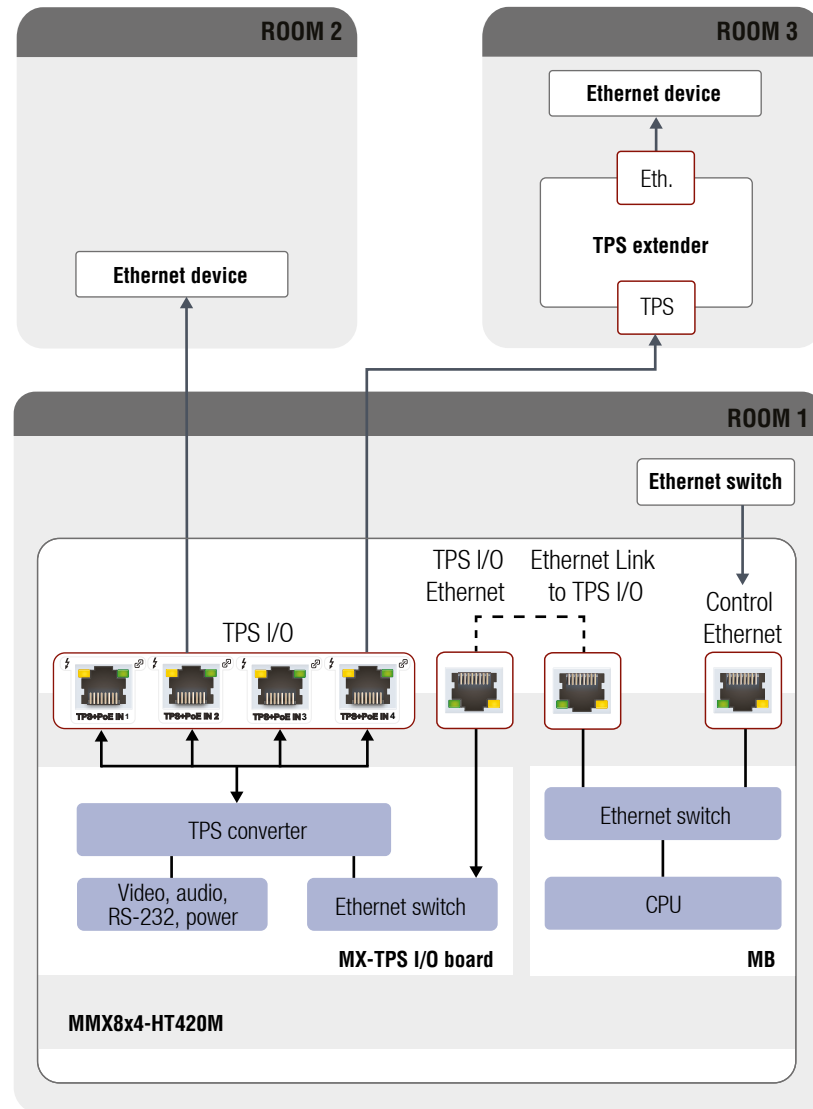 ROOM 2
ROOM 3
Ethernet device
Eth.
TPS extender
Ethernet device
TPS
ROOM 1
Ethernet switch
TPS I/O
Ethernet
Ethernet Link
to TPS I/O
Control
Ethernet
TPS I/O
TPS+PoE IN 1
TPS+PoE IN 2
TPS+PoE IN 3
TPS+PoE IN 4
TPS converter
Ethernet switch
Video, audio,
RS-232, power
Ethernet switch
CPU
MX-TPS I/O board
MB
MMX8x4-HT420M